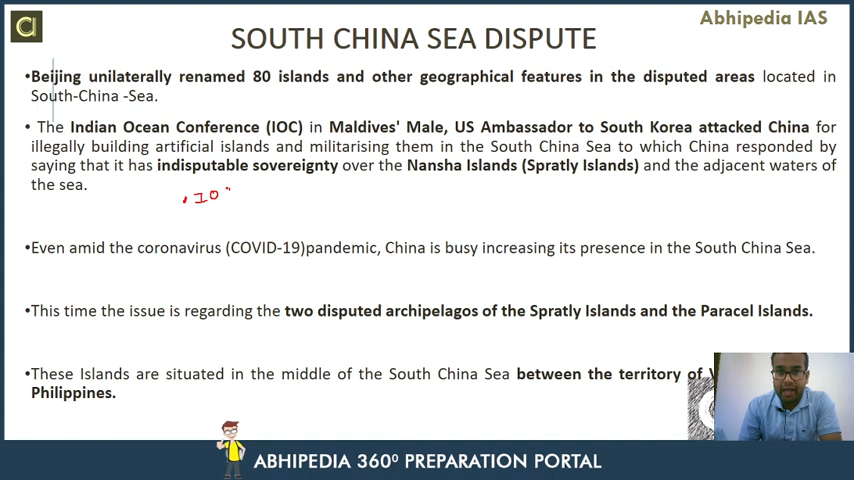 Abhipedia IAS
SOUTH CHINA SEA DISPUTE
•Beijing unilaterally renamed 80 islands and other geographical features in the disputed areas located in
South-China -Sea.
• The Indian Ocean Conference (IOC) in Maldives' Male, US Ambassador to South Korea attacked China for
illegally building artificial islands and militarising them in the South China Sea to which China responded by
saying that it has indisputable sovereignty over the Nansha Islands (Spratly Islands) and the adjacent waters of
the sea.
• IO
•Even amid the coronavirus (COVID-19)pandemic, China is busy increasing its presence in the South China Sea.
•This time the issue is regarding the two disputed archipelagos of the Spratly Islands and the Paracel Islands.
•These Islands are situated in the middle of the South China Sea between the territory of
Philippines.
ABHIPEDIA 360⁰ PREPARATION PORTAL